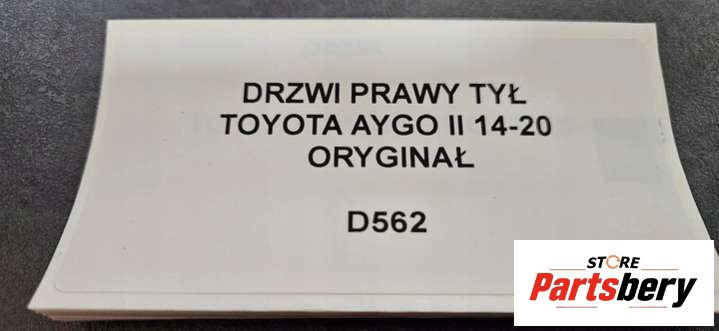 DRZWI PRAWY TYŁ
TOYOTA AYGO II 14-20
ORYGINAŁ
D562
STORE
Partsbery